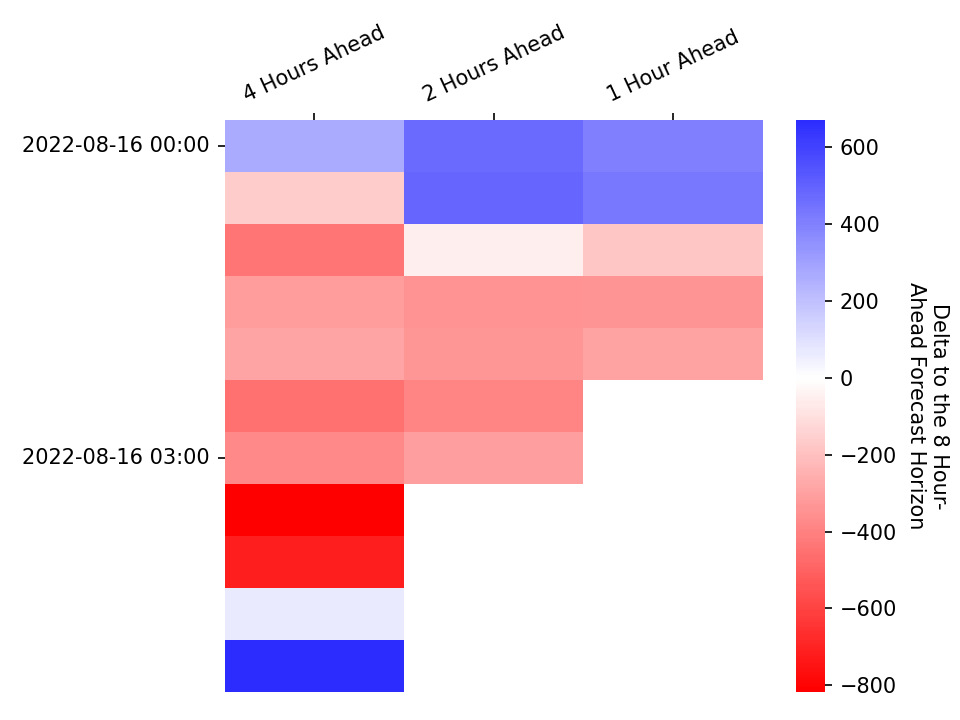 4 Hours Ahead
2 Hours Ahead
1 Hour Ahead
2022-08-16 00:00
2022-08-16 03:00
600
400
200
0
−200
−400
−600
−800
Delta to the 8 Hour-
Ahead Forecast Horizon